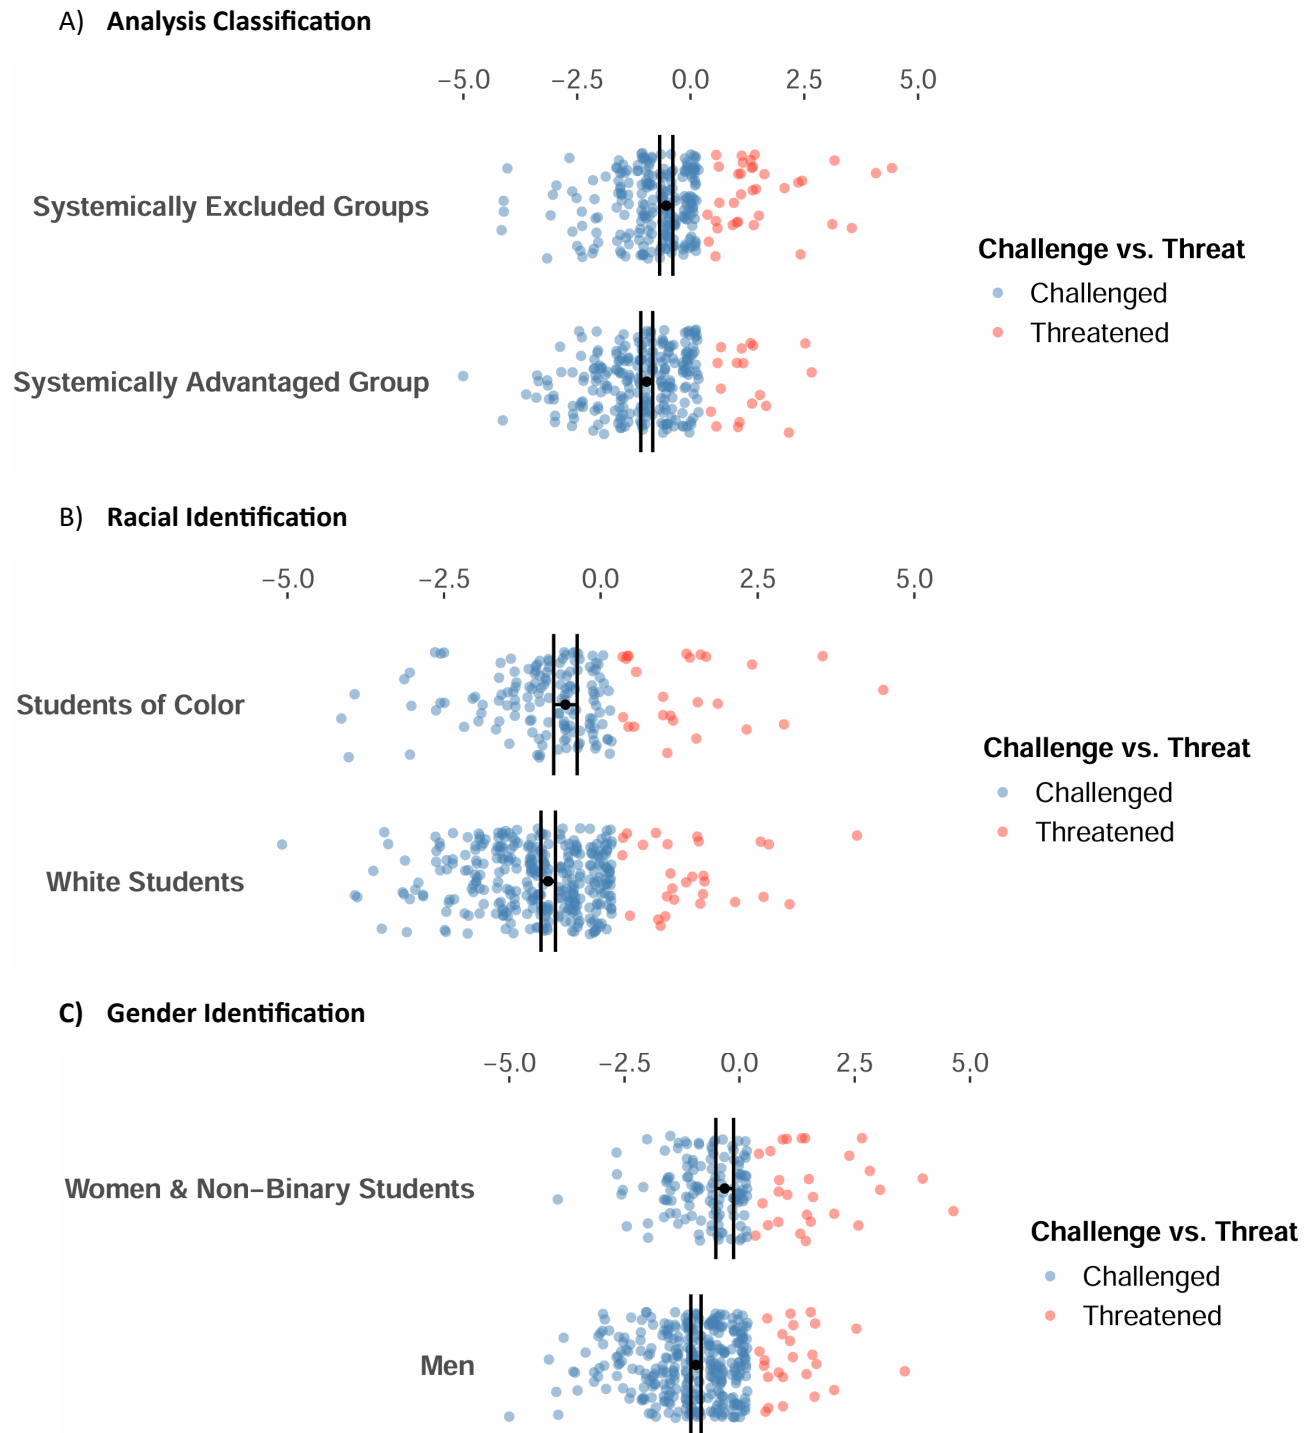 A) Analysis Classification
−5.0 −2.5 0.0 2.5 5.0
Systemically Excluded Groups
Systemically Advantaged Group
Challenge vs. Threat
Challenged
Threatened
B) Racial Identification
−5.0 −2.5 0.0 2.5 5.0
Students of Color
White Students
Challenge vs. Threat
Challenged
Threatened
C) Gender Identification
−5.0 −2.5 0.0 2.5 5.0
Women & Non−Binary Students
Men
Challenge vs. Threat
Challenged
Threatened